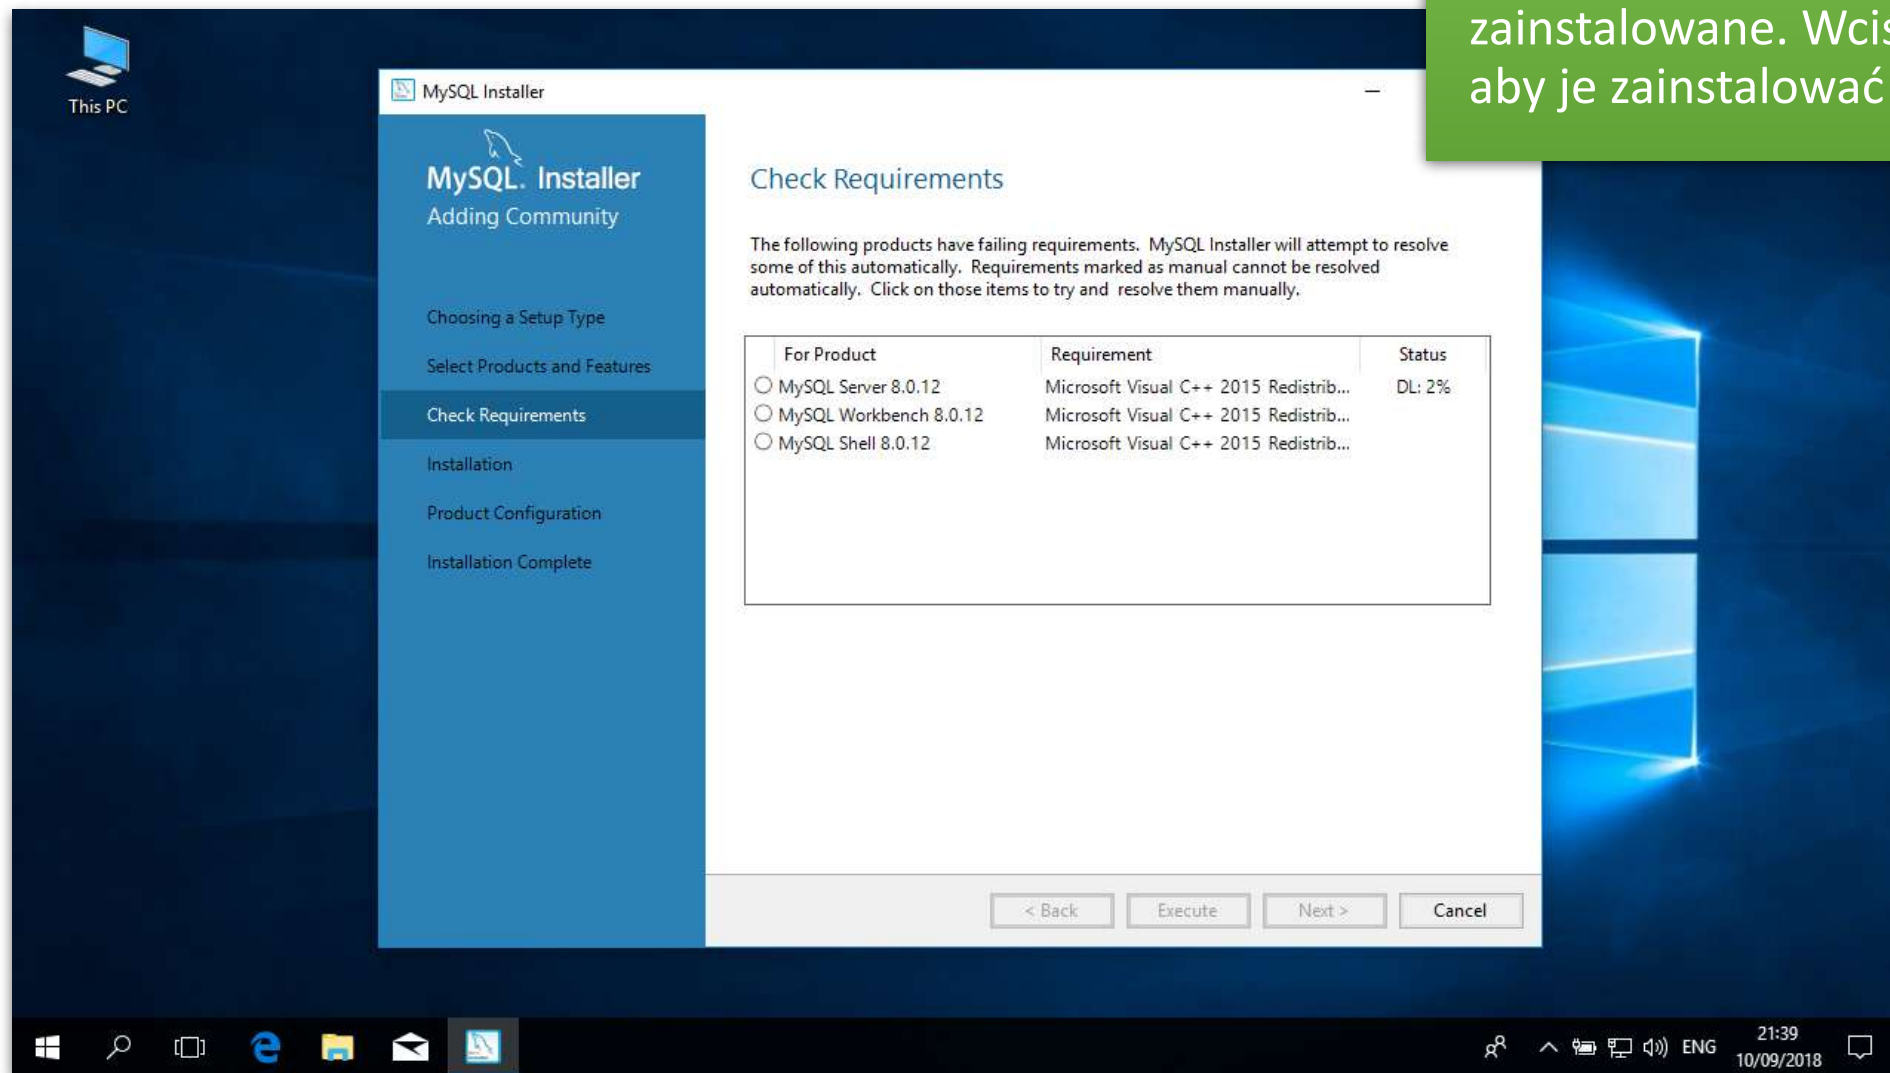 zainstalowane.
aby je zainstalować
This PC
MySQL Installer
MySQL. Installer
Adding Community
Choosing a Setup Type
Select Products and Features
Check Requirements
Installation
Product Configuration
Installation Complete
Check Requirements
The following products have failing requirements. MySQL Installer will attempt to resolve
some of this automatically. Requirements marked as manual cannot be resolved
automatically. Click on those items to try and resolve them manually.
For Product Requirement Status
MySQL Server 8.0.12 Microsoft Visual C++ 2015 Redistrib... DL: 2%
MySQL Workbench 8.0.12 Microsoft Visual C++ 2015 Redistrib...
MySQL Shell 8.0.12 Microsoft Visual C++ 2015 Redistrib...
< Back Execute Next > Cancel
ENG
21:39
10/09/2018